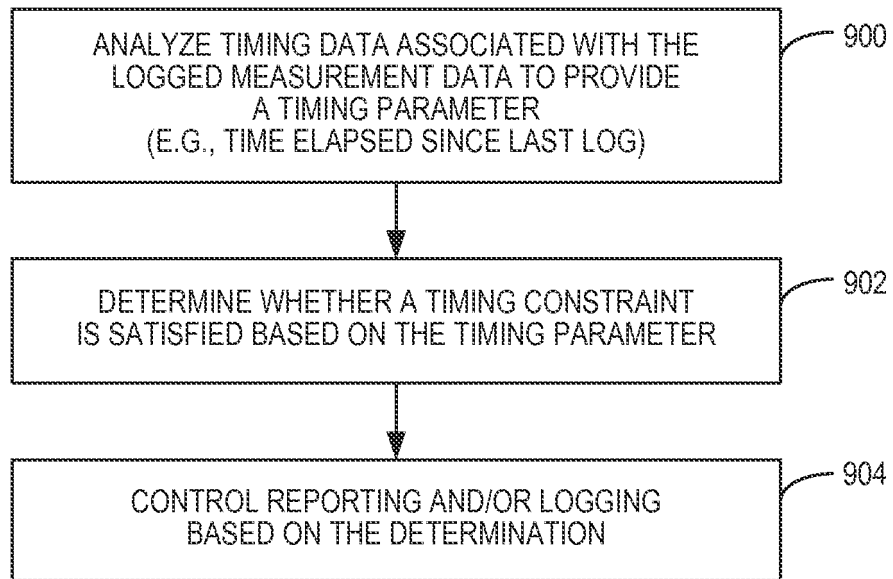 ANALYZE TIMING DATA ASSOCIATED WITH THE
LOGGED MEASUREMENT DATA TO PROVIDE
A TIMING PARAMETER
(E.G., TIME ELAPSED SINCE LAST LOG)
900
DETERMINE WHETHER A TIMING CONSTRAINT
IS SATISFIED BASED ON THE TIMING PARAMETER
902
CONTROL REPORTING AND/OR LOGGING
BASED ON THE DETERMINATION
904